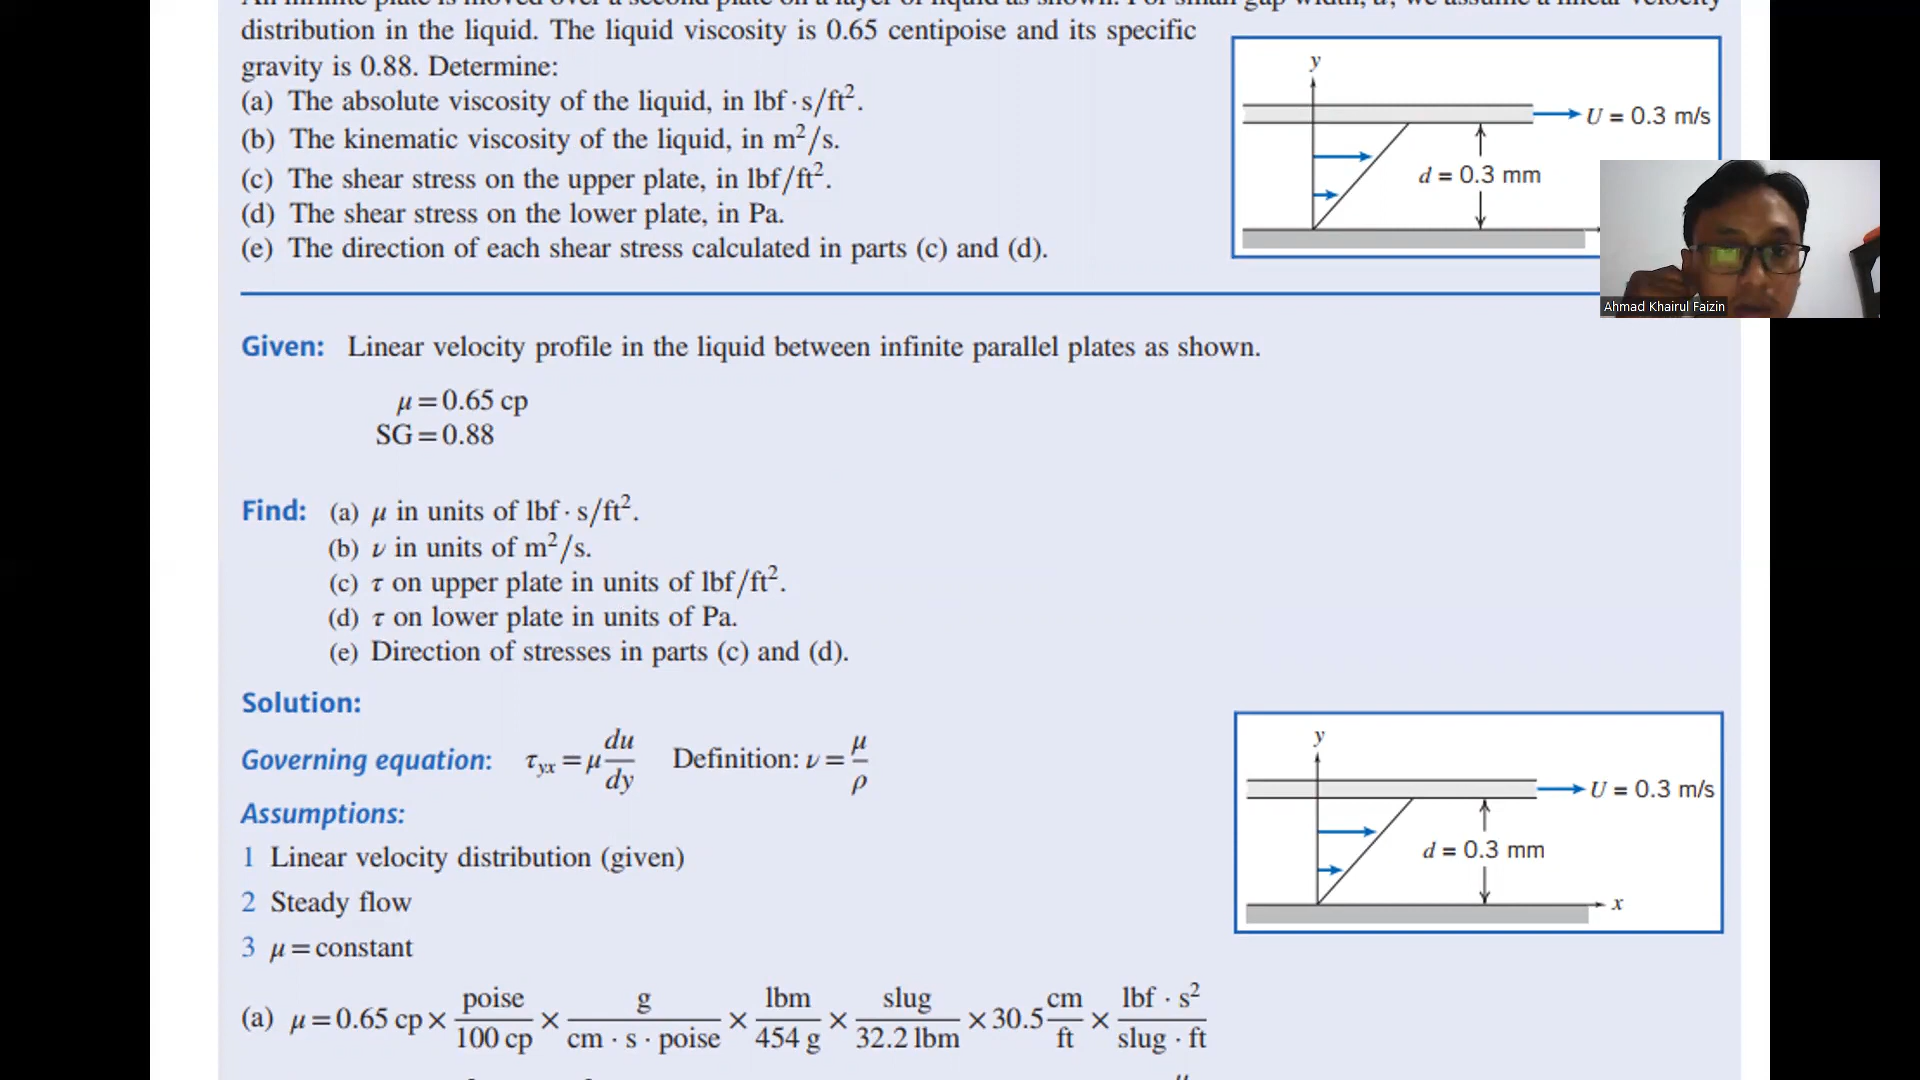 distribution in the liquid. The liquid viscosity is 0.65 centipoise and its specific
gravity is 0.88. Determine:
(a) The absolute viscosity of the liquid, in lbf · s/ft².
(b) The kinematic viscosity of the liquid, in m²/s.
(c) The shear stress on the upper plate, in lbf/ft².
(d) The shear stress on the lower plate, in Pa.
(e) The direction of each shear stress calculated in parts (c) and (d).
y
U = 0.3 m/s
d = 0.3 mm
Ahmad Khairul Faizin
Given: Linear velocity profile in the liquid between infinite parallel plates as shown.
μ = 0.65 cp
SG = 0.88
Find: (a) μ in units of lbf · s/ft².
(b) ν in units of m²/s.
(c) τ on upper plate in units of lbf/ft².
(d) τ on lower plate in units of Pa.
(e) Direction of stresses in parts (c) and (d).
Solution:
Governing equation: τyx = μ du/dy Definition: ν = μ/ρ
Assumptions:
1 Linear velocity distribution (given)
2 Steady flow
3 μ = constant
y
U = 0.3 m/s
d = 0.3 mm
x
(a) μ = 0.65 cp × poise/100 cp × g/cm · s · poise × lbm/454 g × slug/32.2 lbm × 30.5 cm/ft × lbf · s²/slug · ft